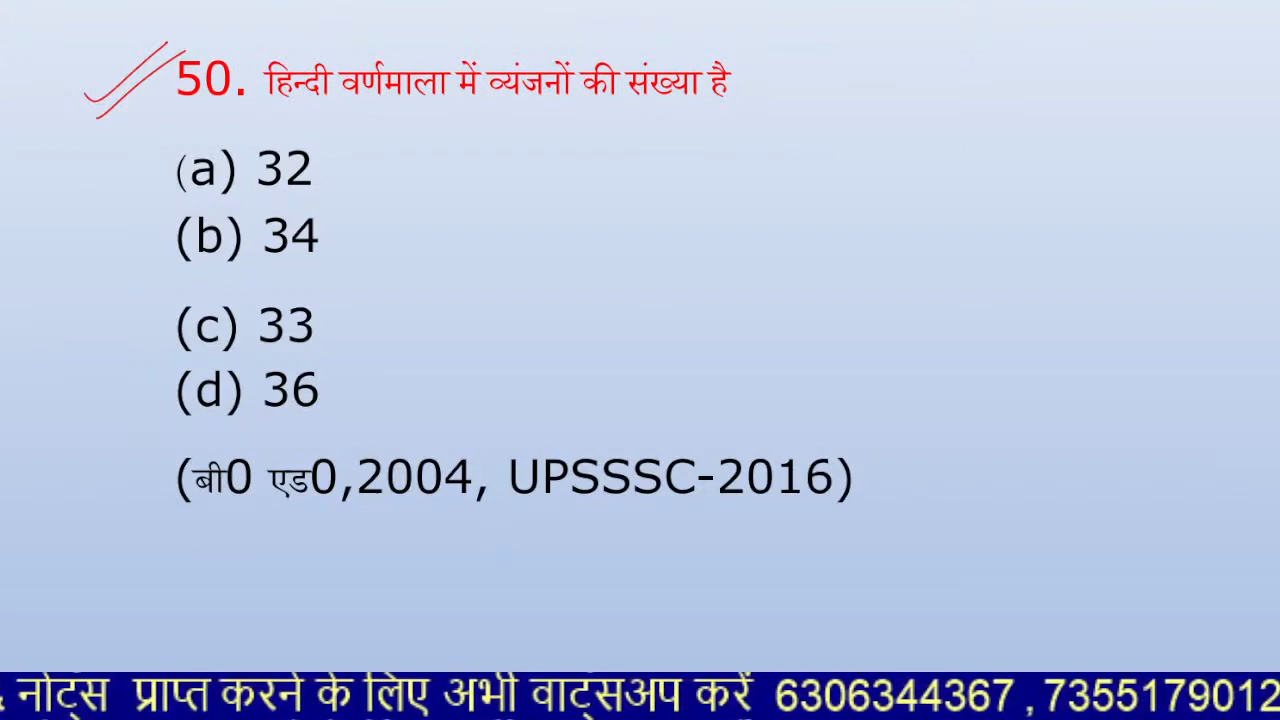 50. हिन्दी वर्णमाला में व्यंजनों की संख्या है
(a) 32
(b) 34
(c) 33
(d) 36
(बी0 एड0,2004, UPSSSC-2016)
नोट्स प्राप्त करने के लिए अभी वाट्सअप करें 6306344367 , 7355179012